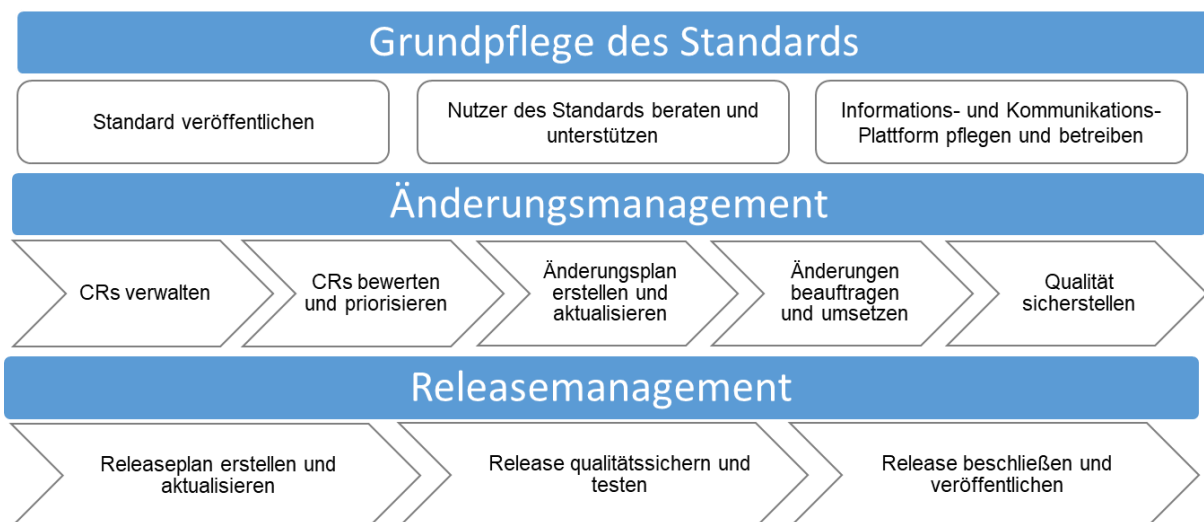 Grundpflege des Standards
Standard veröffentlichen
Nutzer des Standards beraten und
unterstützen
Informations- und Kommunikations-
Plattform pflegen und betreiben
Änderungsmanagement
CRs verwalten
CRs bewerten
und priorisieren
Änderungsplan
erstellen und
aktualisieren
Änderungen
beauftragen
und umsetzen
Qualität
sicherstellen
Releasemanagement
Releaseplan erstellen und
aktualisieren
Release qualitätssichern und
testen
Release beschließen und
veröffentlichen